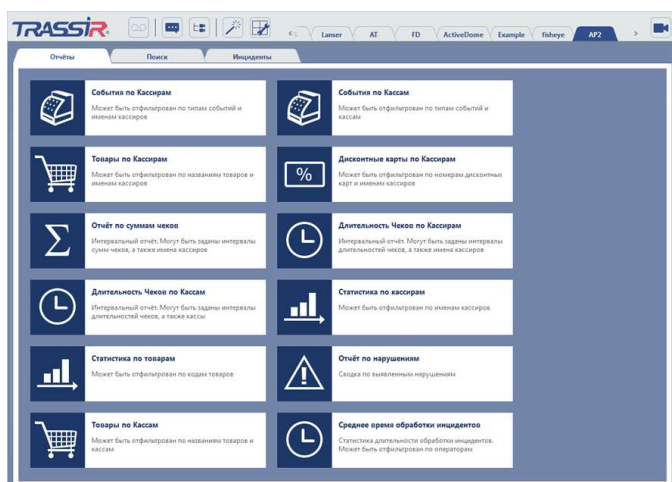 TRASSIR
Lanser AT FD ActiveDome Example fisheye AP2
Отчёты Поиск Инциденты
События по Кассирам
Может быть отфильтрован по типам событий и
именам кассиров
События по Кассам
Может быть отфильтрован по типам событий и
кассам
Товары по Кассирам
Может быть отфильтрован по названиям товаров и
именам кассиров
%
Дисконтные карты по Кассирам
Может быть отфильтрован по номерам дисконтных
карт и именам кассиров
Σ
Отчёт по суммам чеков
Интервальный отчёт. Могут быть заданы интервалы
сумм чеков, а также имена кассиров
Длительность Чеков по Кассирам
Интервальный отчёт. Могут быть заданы интервалы
длительностей чеков, а также имена кассиров
Длительность Чеков по Кассам
Интервальный отчёт. Могут быть заданы интервалы
длительностей чеков, а также кассы
Статистика по кассирам
Может быть отфильтрован по именам кассиров
Статистика по товарам
Может быть отфильтрован по кодам товаров
Отчёт по нарушениям
Сводка по выявленным нарушениям
Товары по Кассам
Может быть отфильтрован по названиям товаров и
кассам
Среднее время обработки инцидентов
Статистика длительности обработки инцидентов.
Может быть отфильтрован по операторам